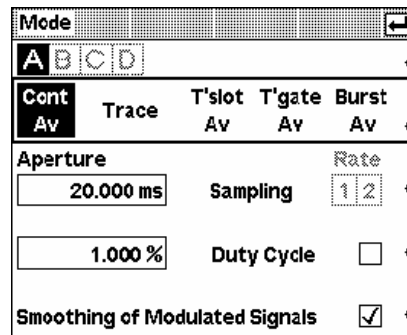 Mode
A B C D
Cont Av Trace T'slot Av T'gate Av Burst Av
Aperture Rate
20.000 ms Sampling 1 2
1.000 % Duty Cycle
Smoothing of Modulated Signals